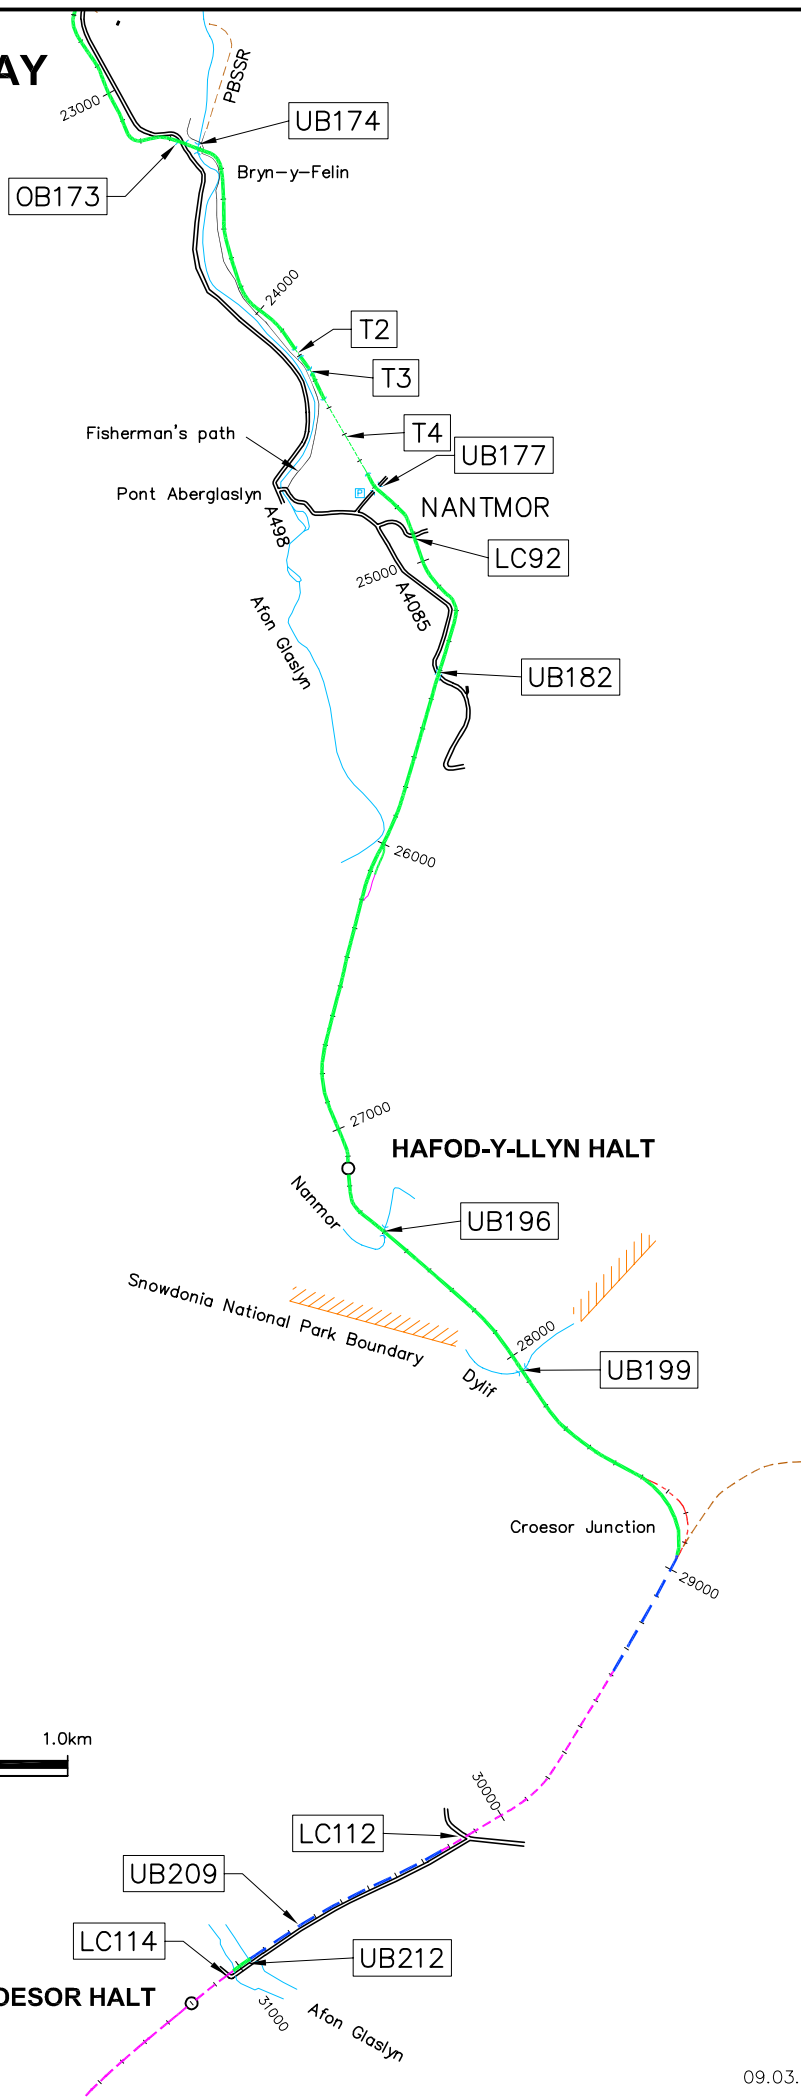 AY
PBSSR
23000
UB174
OB173
Bryn-y-Felin
24000
T2
T3
Fisherman's path
T4
UB177
Pont Aberglaslyn
P
NANTMOR
A498
LC92
25000
A4085
Afon Glaslyn
UB182
26000
27000
HAFOD-Y-LLYN HALT
Nanmor
UB196
Snowdonia National Park Boundary
28000
UB199
Dylif
Croesor Junction
29000
1.0km
30000
LC112
UB209
LC114
UB212
OESOR HALT
31000
Afon Glaslyn
09.03.